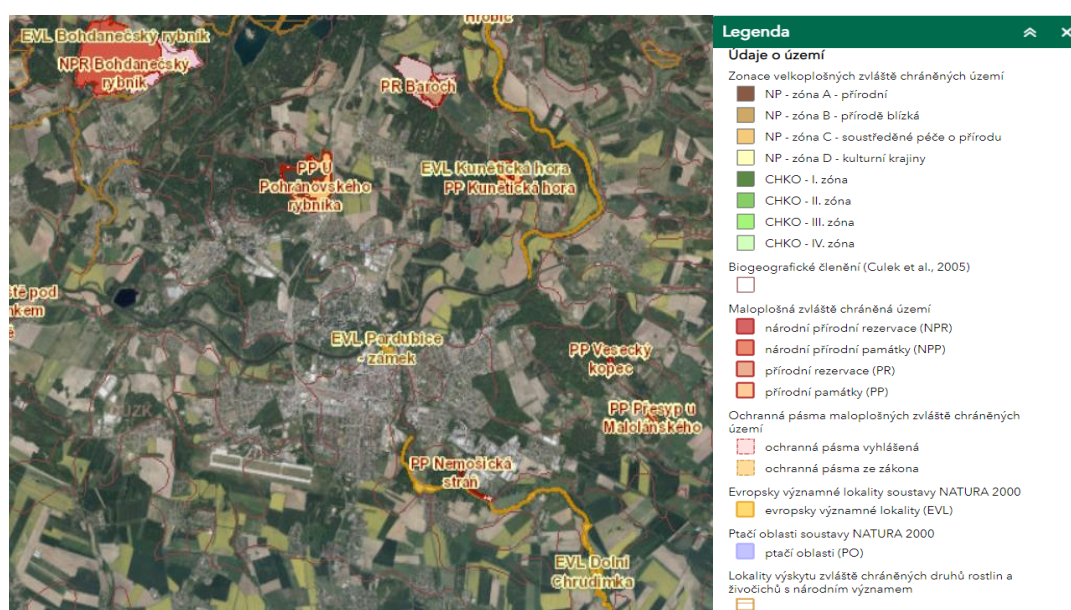 Hrobic
EVL Bohdanečský rybník
NPR Bohdanečský
rybník
PR Baroch
PP U
Pohránovského
rybníka
EVL Kunětická hora
PP Kunětická hora
ště pod
nkem
EVL Pardubice
- zámek
PP Vesecký
kopec
PP Přesyp u
Malolánského
PP Nemošická
stráň
EVL Dolní
Chrudimka
Legenda
Údaje o území
Zonace velkoplošných zvláště chráněných území
NP - zóna A - přírodní
NP - zóna B - přírodě blízká
NP - zóna C - soustředěné péče o přírodu
NP - zóna D - kulturní krajiny
CHKO - I. zóna
CHKO - II. zóna
CHKO - III. zóna
CHKO - IV. zóna
Biogeografické členění (Culek et al., 2005)
Maloplošná zvláště chráněná území
národní přírodní rezervace (NPR)
národní přírodní památky (NPP)
přírodní rezervace (PR)
přírodní památky (PP)
Ochranná pásma maloplošných zvláště chráněných
území
ochranná pásma vyhlášená
ochranná pásma ze zákona
Evropsky významné lokality soustavy NATURA 2000
evropsky významné lokality (EVL)
Ptačí oblasti soustavy NATURA 2000
ptačí oblasti (PO)
Lokality výskytu zvláště chráněných druhů rostlin a
živočichů s národním významem